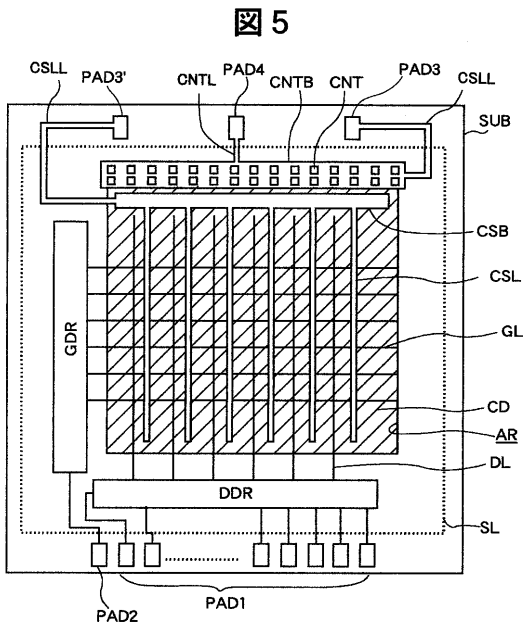 図5
CSLL
PAD3'
CNTL
PAD4
CNTB
CNT
PAD3
CSLL
SUB
CSB
CSL
GL
GDR
CD
AR
DL
DDR
SL
PAD2
PAD1